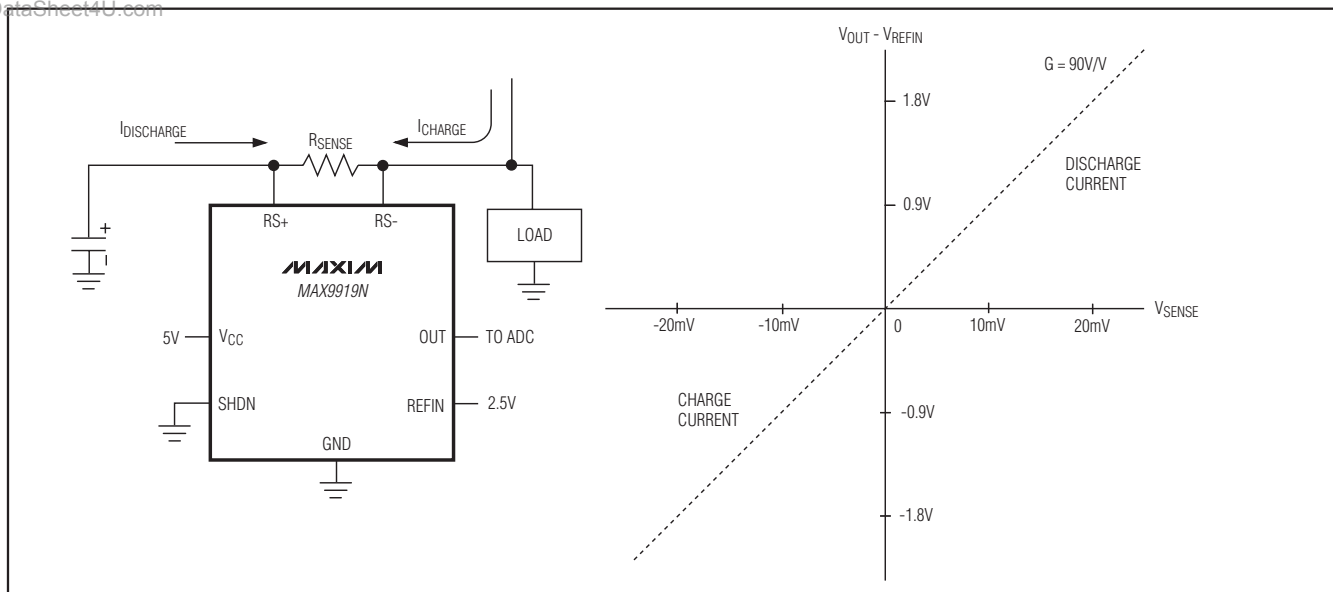 DataSheet4U.com
IDISCHARGE
RSENSE
ICHARGE
RS+
RS-
LOAD
+
MAXIM
MAX9919N
5V
VCC
OUT
TO ADC
SHDN
REFIN
2.5V
GND
VOUT - VREFIN
G = 90V/V
1.8V
DISCHARGE
CURRENT
0.9V
VSENSE
-20mV
-10mV
0
10mV
20mV
CHARGE
CURRENT
-0.9V
-1.8V